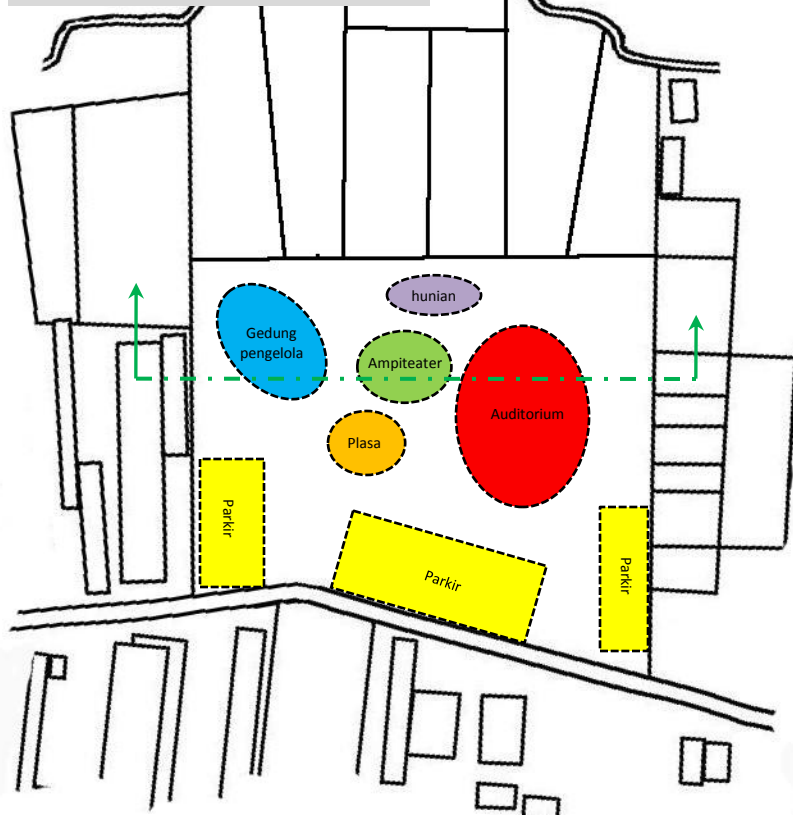 hunian
Gedung
pengelola
Ampiteater
Auditorium
Plasa
Parkir
Parkir
Parkir